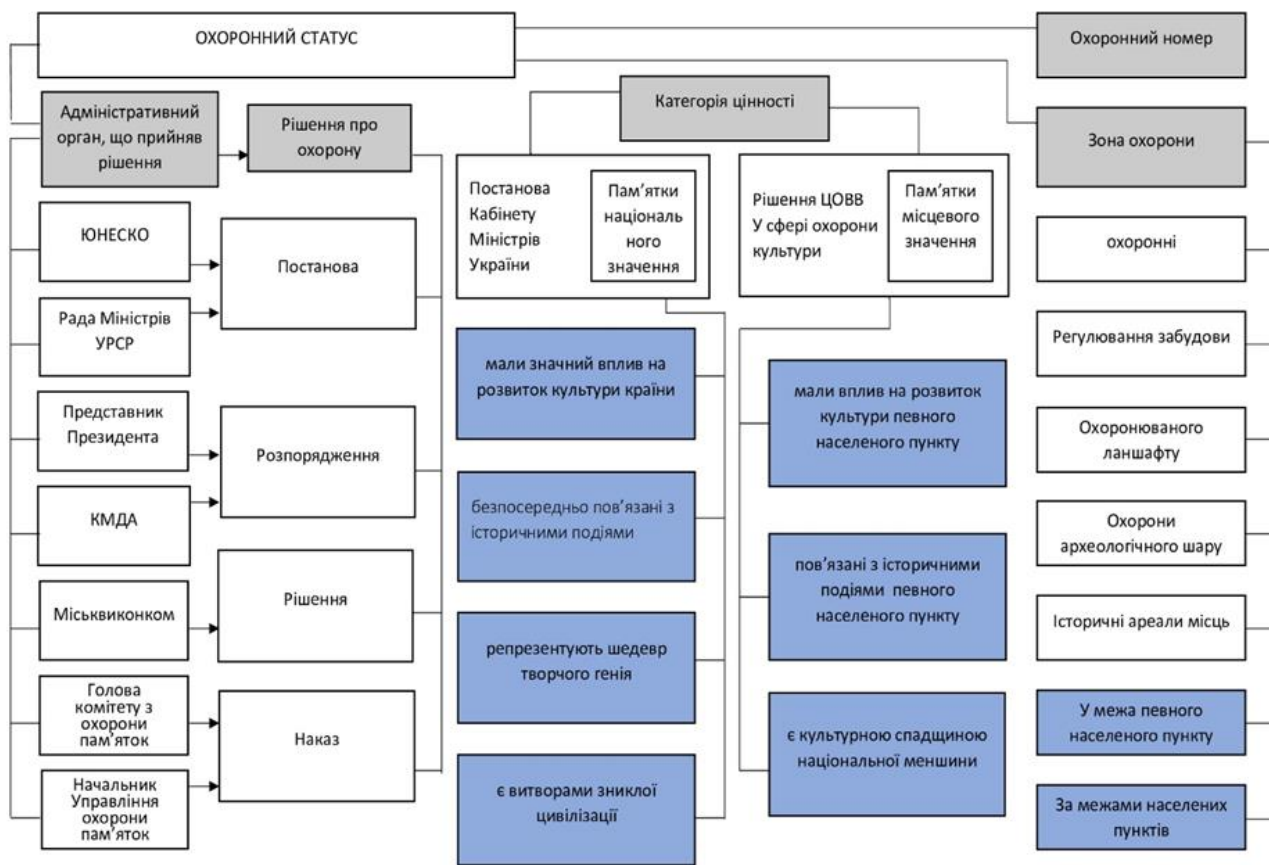 ОХОРОННИЙ СТАТУС
Охоронний номер
Адміністративний
орган, що прийняв
рішення
Рішення про
охорону
Категорія цінності
Зона охорони
ЮНЕСКО
Рада Міністрів
УРСР
Представник
Президента
КМДА
Міськвиконком
Голова
комітету з
охорони
пам’яток
Начальник
Управління
охорони
пам’яток
Постанова
Розпорядження
Рішення
Наказ
Постанова
Кабінету
Міністрів
України
Пам’ятки
національ
ного
значення
мали значний вплив на
розвиток культури країни
безпосередньо пов’язані з
історичними подіями
репрезентують шедевр
творчого генія
є витворами зниклої
цивілізації
Рішення ЦОВВ
У сфері охорони
культури
Пам’ятки
місцевого
значення
мали вплив на розвиток
культури певного
населеного пункту
пов’язані з історичними
подіями певного
населеного пункту
є культурною спадщиною
національної меншини
охоронні
Регулювання забудови
Охоронюваного
ланшафту
Охорони
археологічного шару
Історичні ареали місць
У межа певного
населеного пункту
За межами населених
пунктів